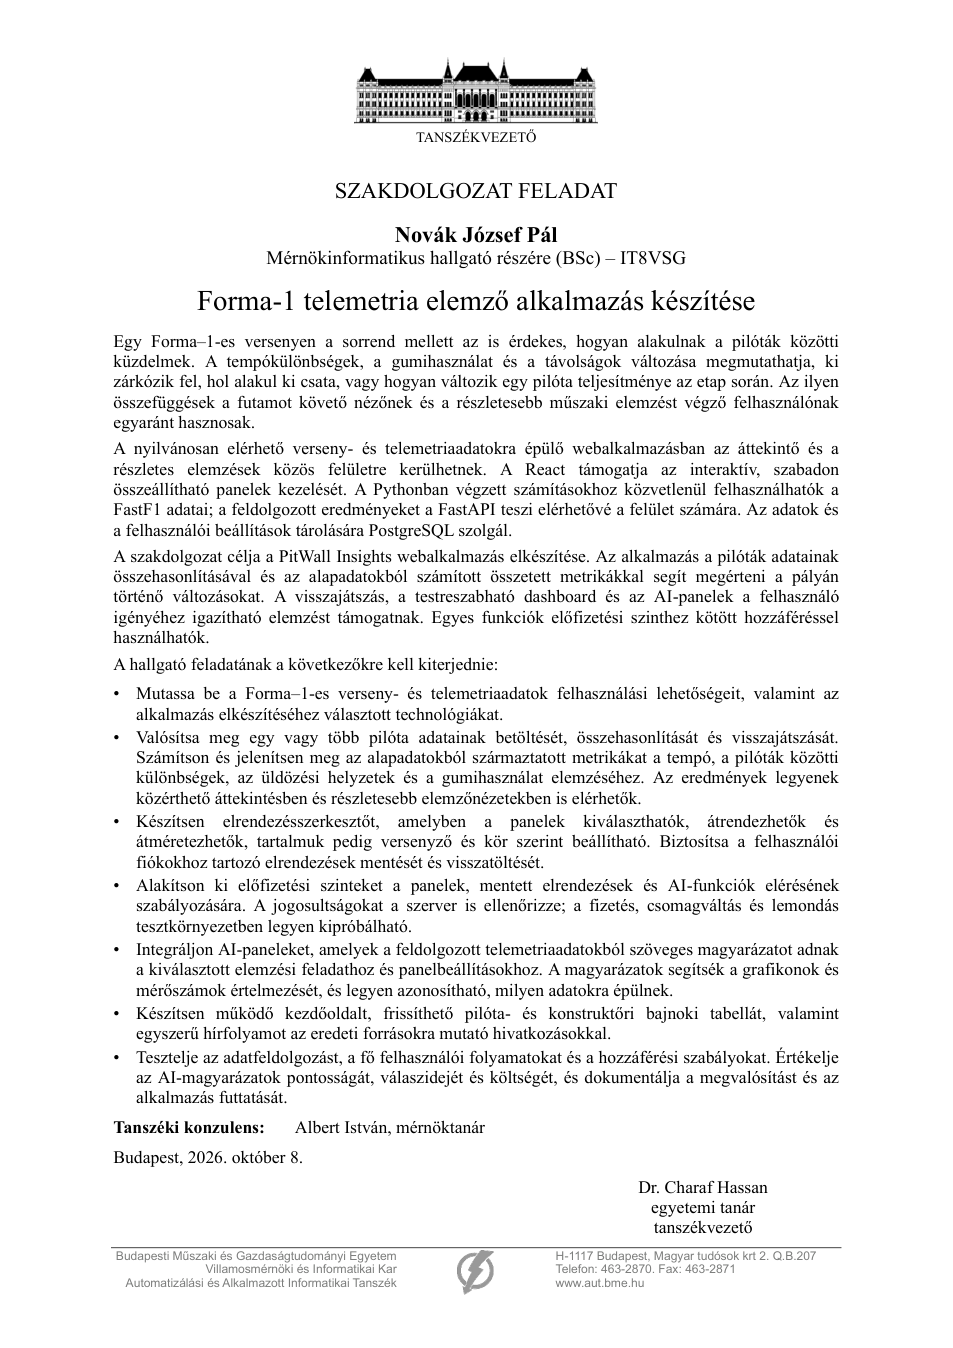 TANSZÉKVEZETŐ
SZAKDOLGOZAT FELADAT
Novák József Pál
Mérnökinformatikus hallgató részére (BSc) – IT8VSG
Forma-1 telemetria elemző alkalmazás készítése
Egy Forma–1-es versenyen a sorrend mellett az is érdekes, hogyan alakulnak a pilóták közötti
küzdelmek. A tempókülönbségek, a gumihasználat és a távolságok változása megmutathatja, ki
zárkózik fel, hol alakul ki csata, vagy hogyan változik egy pilóta teljesítménye az etap során. Az ilyen
összefüggések a futamot követő nézőnek és a részletesebb műszaki elemzést végző felhasználónak
egyaránt hasznosak.
A nyilvánosan elérhető verseny- és telemetriaadatokra épülő webalkalmazásban az áttekintő és a
részletes elemzések közös felületre kerülhetnek. A React támogatja az interaktív, szabadon
összeállítható panelek kezelését. A Pythonban végzett számításokhoz közvetlenül felhasználhatók a
FastF1 adatai; a feldolgozott eredményeket a FastAPI teszi elérhetővé a felület számára. Az adatok és
a felhasználói beállítások tárolására PostgreSQL szolgál.
A szakdolgozat célja a PitWall Insights webalkalmazás elkészítése. Az alkalmazás a pilóták adatainak
összehasonlításával és az alapadatokból számított összetett metrikákkal segít megérteni a pályán
történő változásokat. A visszajátszás, a testreszabható dashboard és az AI-panelek a felhasználó
igényéhez igazítható elemzést támogatnak. Egyes funkciók előfizetési szinthez kötött hozzáféréssel
használhatók.
A hallgató feladatának a következőkre kell kiterjednie:
• Mutassa be a Forma–1-es verseny- és telemetriaadatok felhasználási lehetőségeit, valamint az
alkalmazás elkészítéséhez választott technológiákat.
• Valósítsa meg egy vagy több pilóta adatainak betöltését, összehasonlítását és visszajátszását.
Számítson és jelenítsen meg az alapadatokból származtatott metrikákat a tempó, a pilóták közötti
különbségek, az üldözési helyzetek és a gumihasználat elemzéséhez. Az eredmények legyenek
közérthető áttekintésben és részletesebb elemzőnézetekben is elérhetők.
• Készítsen elrendezésszerkesztőt, amelyben a panelek kiválaszthatók, átrendezhetők és
átméretezhetők, tartalmuk pedig versenyző és kör szerint beállítható. Biztosítsa a felhasználói
fiókokhoz tartozó elrendezések mentését és visszatöltését.
• Alakítson ki előfizetési szinteket a panelek, mentett elrendezések és AI-funkciók elérésének
szabályozására. A jogosultságokat a szerver is ellenőrizze; a fizetés, csomagváltás és lemondás
tesztkörnyezetben legyen kipróbálható.
• Integráljon AI-paneleket, amelyek a feldolgozott telemetriaadatokból szöveges magyarázatot adnak
a kiválasztott elemzési feladathoz és panelbeállításokhoz. A magyarázatok segítsék a grafikonok és
mérőszámok értelmezését, és legyen azonosítható, milyen adatokra épülnek.
• Készítsen működő kezdőoldalt, frissíthető pilóta- és konstruktőri bajnoki tabellát, valamint
egyszerű hírfolyamot az eredeti forrásokra mutató hivatkozásokkal.
• Tesztelje az adatfeldolgozást, a fő felhasználói folyamatokat és a hozzáférési szabályokat. Értékelje
az AI-magyarázatok pontosságát, válaszidejét és költségét, és dokumentálja a megvalósítást és az
alkalmazás futtatását.
Tanszéki konzulens: Albert István, mérnöktanár
Budapest, 2026. október 8.
Dr. Charaf Hassan
egyetemi tanár
tanszékvezető
Budapesti Műszaki és Gazdaságtudományi Egyetem
Villamosmérnöki és Informatikai Kar
Automatizálási és Alkalmazott Informatikai Tanszék
H-1117 Budapest, Magyar tudósok krt 2. Q.B.207
Telefon: 463-2870. Fax: 463-2871
www.aut.bme.hu